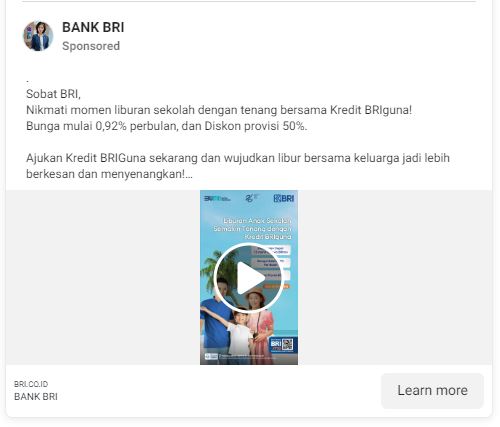 BANK BRI
Sponsored
.
Sobat BRI,
Nikmati momen liburan sekolah dengan tenang bersama Kredit BRIguna!
Bunga mulai 0,92% perbulan, dan Diskon provisi 50%.
Ajukan Kredit BRIGuna sekarang dan wujudkan libur bersama keluarga jadi lebih
berkesan dan menyenangkan!...
BRI
Liburan Anak Sekolah
Semakin Tenang dengan
Kredit BRIguna
BRI
BRI.CO.ID
BANK BRI
Learn more